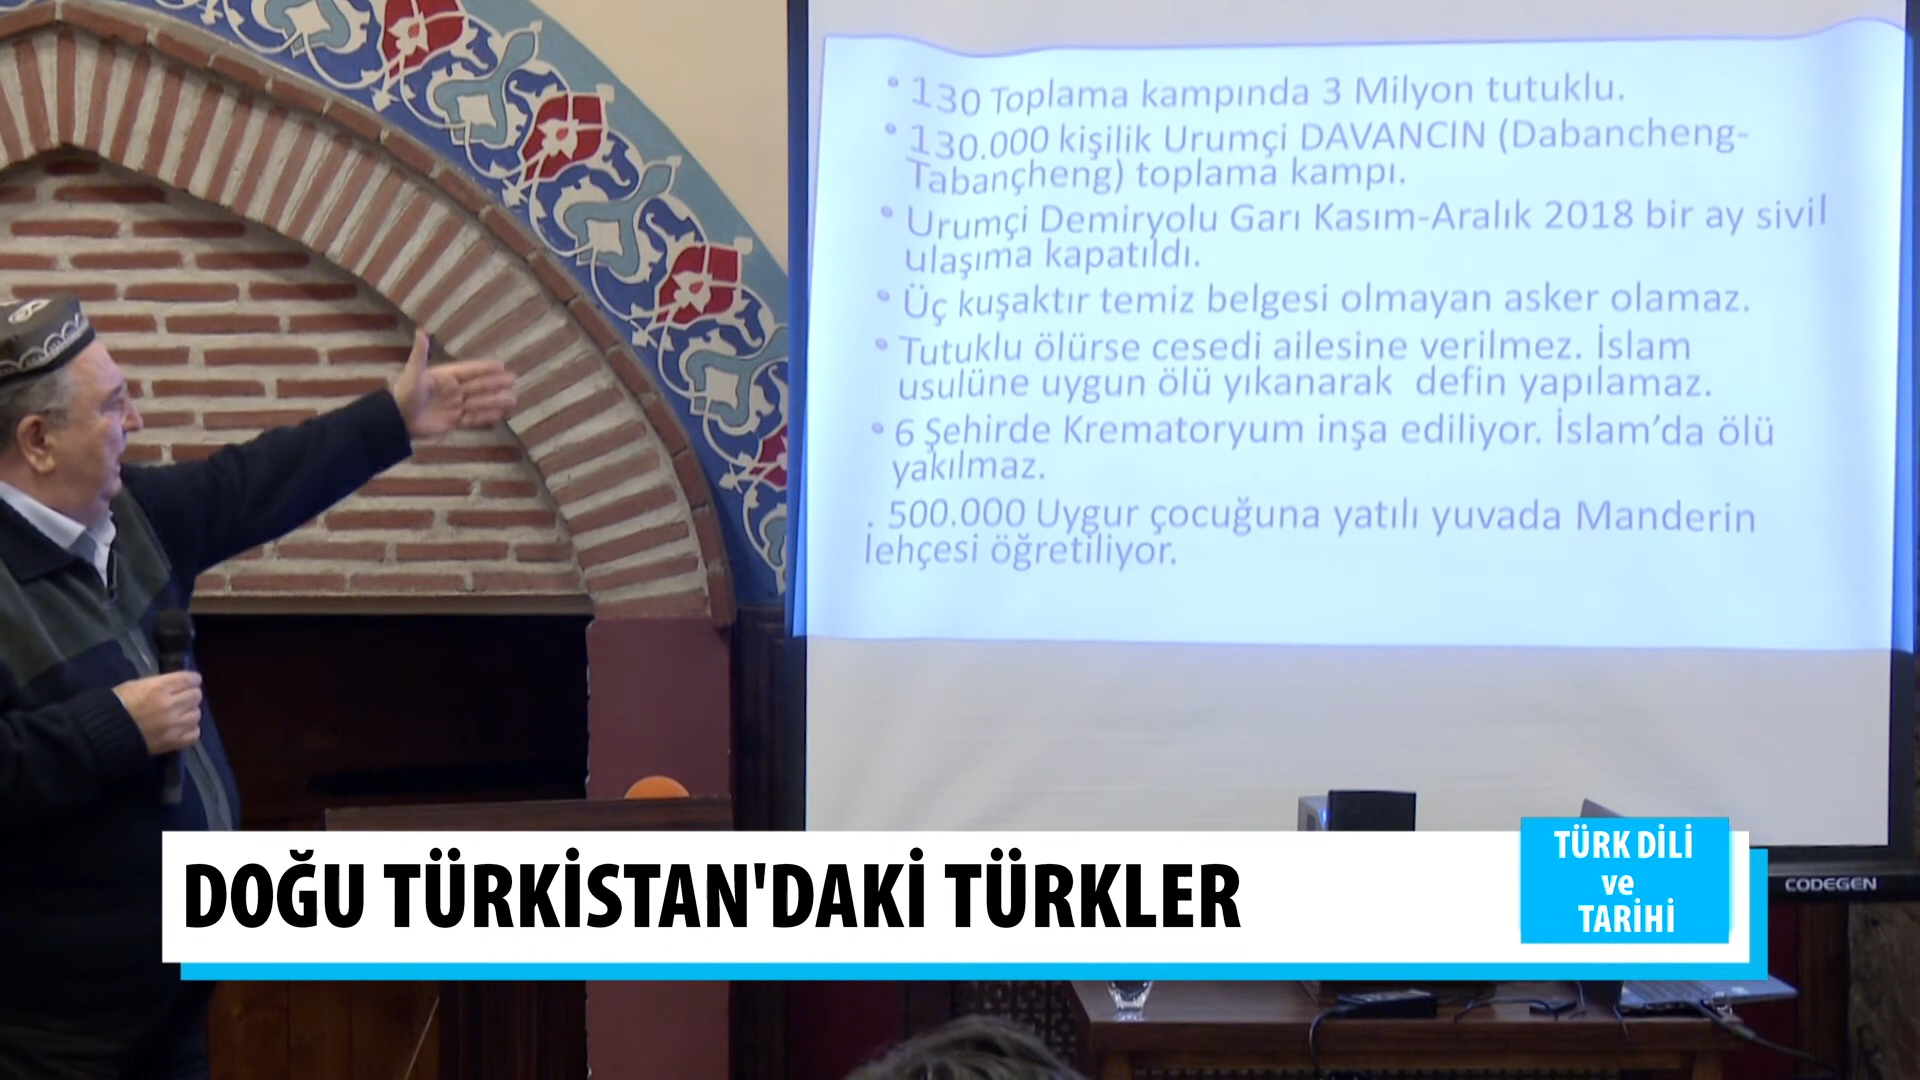 • 130 Toplama kampında 3 Milyon tutuklu.
• 130.000 kişilik Urumçi DAVANCIN (Dabancheng-
Tabançheng) toplama kampı.
• Urumçi Demiryolu Garı Kasım-Aralık 2018 bir ay sivil
ulaşıma kapatıldı.
• Üç kuşaktır temiz belgesi olmayan asker olamaz.
• Tutuklu ölürse cesedi ailesine verilmez. İslam
usulüne uygun ölü yıkanarak defin yapılamaz.
• 6 Şehirde Krematoryum inşa ediliyor. İslam’da ölü
yakılmaz.
. 500.000 Uygur çocuğuna yatılı yuvada Manderin
lehçesi öğretiliyor.
DOĞU TÜRKİSTAN'DAKİ TÜRKLER
TÜRK DİLİ
ve
TARİHİ
CODEGEN